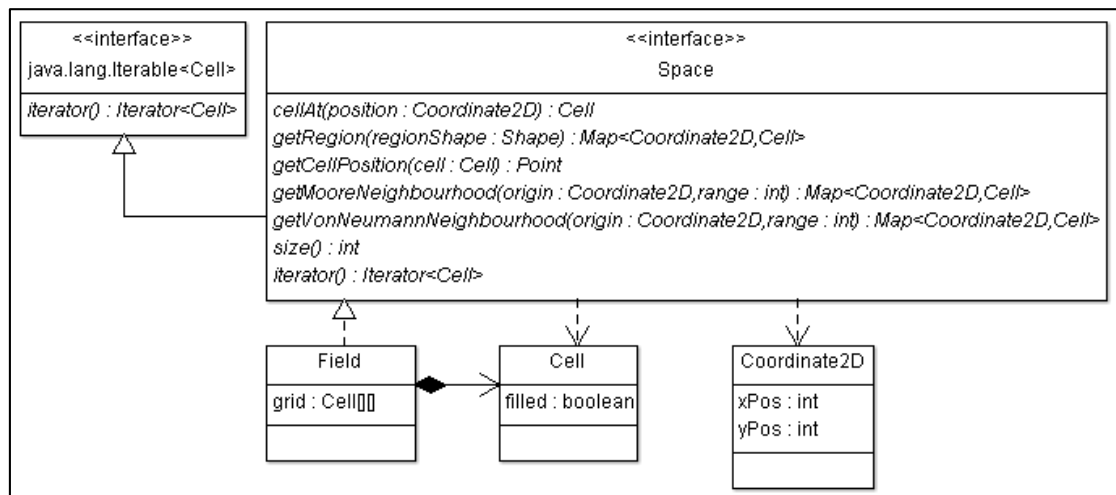 <<interface>>
java.lang.Iterable<Cell>
iterator() : Iterator<Cell>
<<interface>>
Space
cellAt(position : Coordinate2D) : Cell
getRegion(regionShape : Shape) : Map<Coordinate2D,Cell>
getCellPosition(cell : Cell) : Point
getMooreNeighbourhood(origin : Coordinate2D,range : int) : Map<Coordinate2D,Cell>
getVonNeumannNeighbourhood(origin : Coordinate2D,range : int) : Map<Coordinate2D,Cell>
size() : int
iterator() : Iterator<Cell>
Field
grid : Cell[][]
Cell
filled : boolean
Coordinate2D
xPos : int
yPos : int